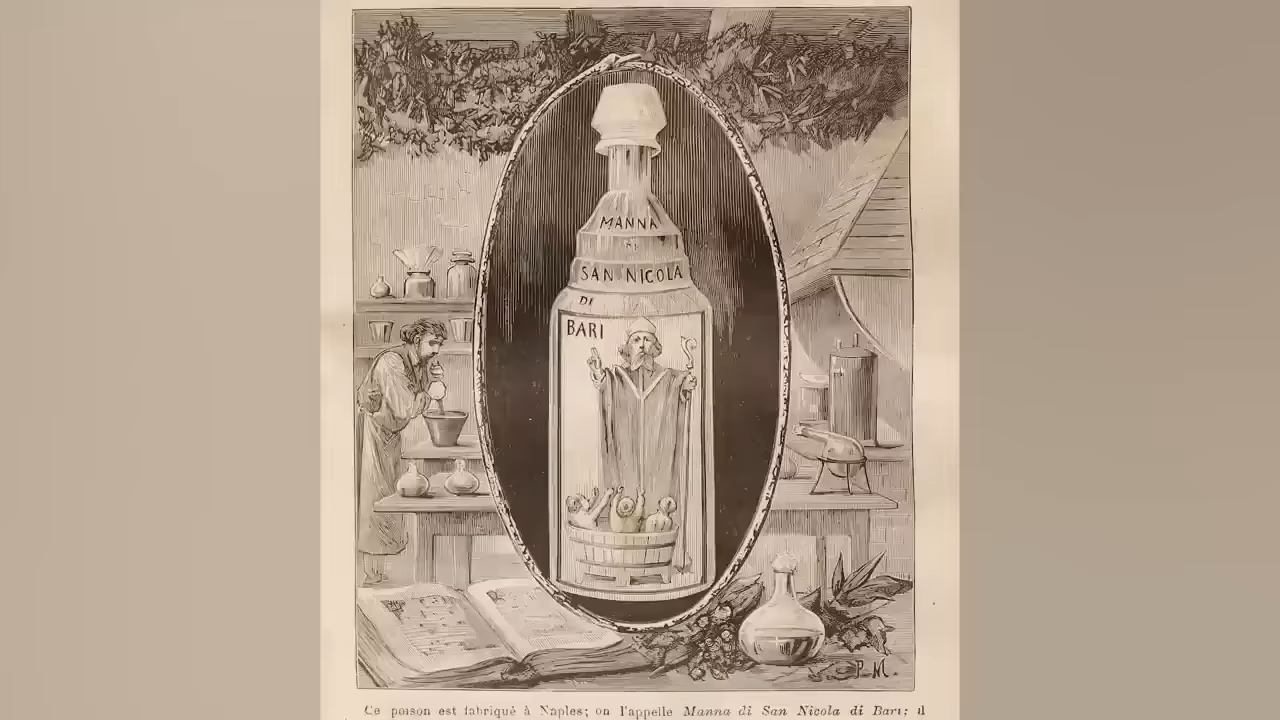 MANNA
DI
SAN NICOLA
DI
BARI
P. M.
Ce poison est fabriqué à Naples; on l'appelle Manna di San Nicola di Bari; il